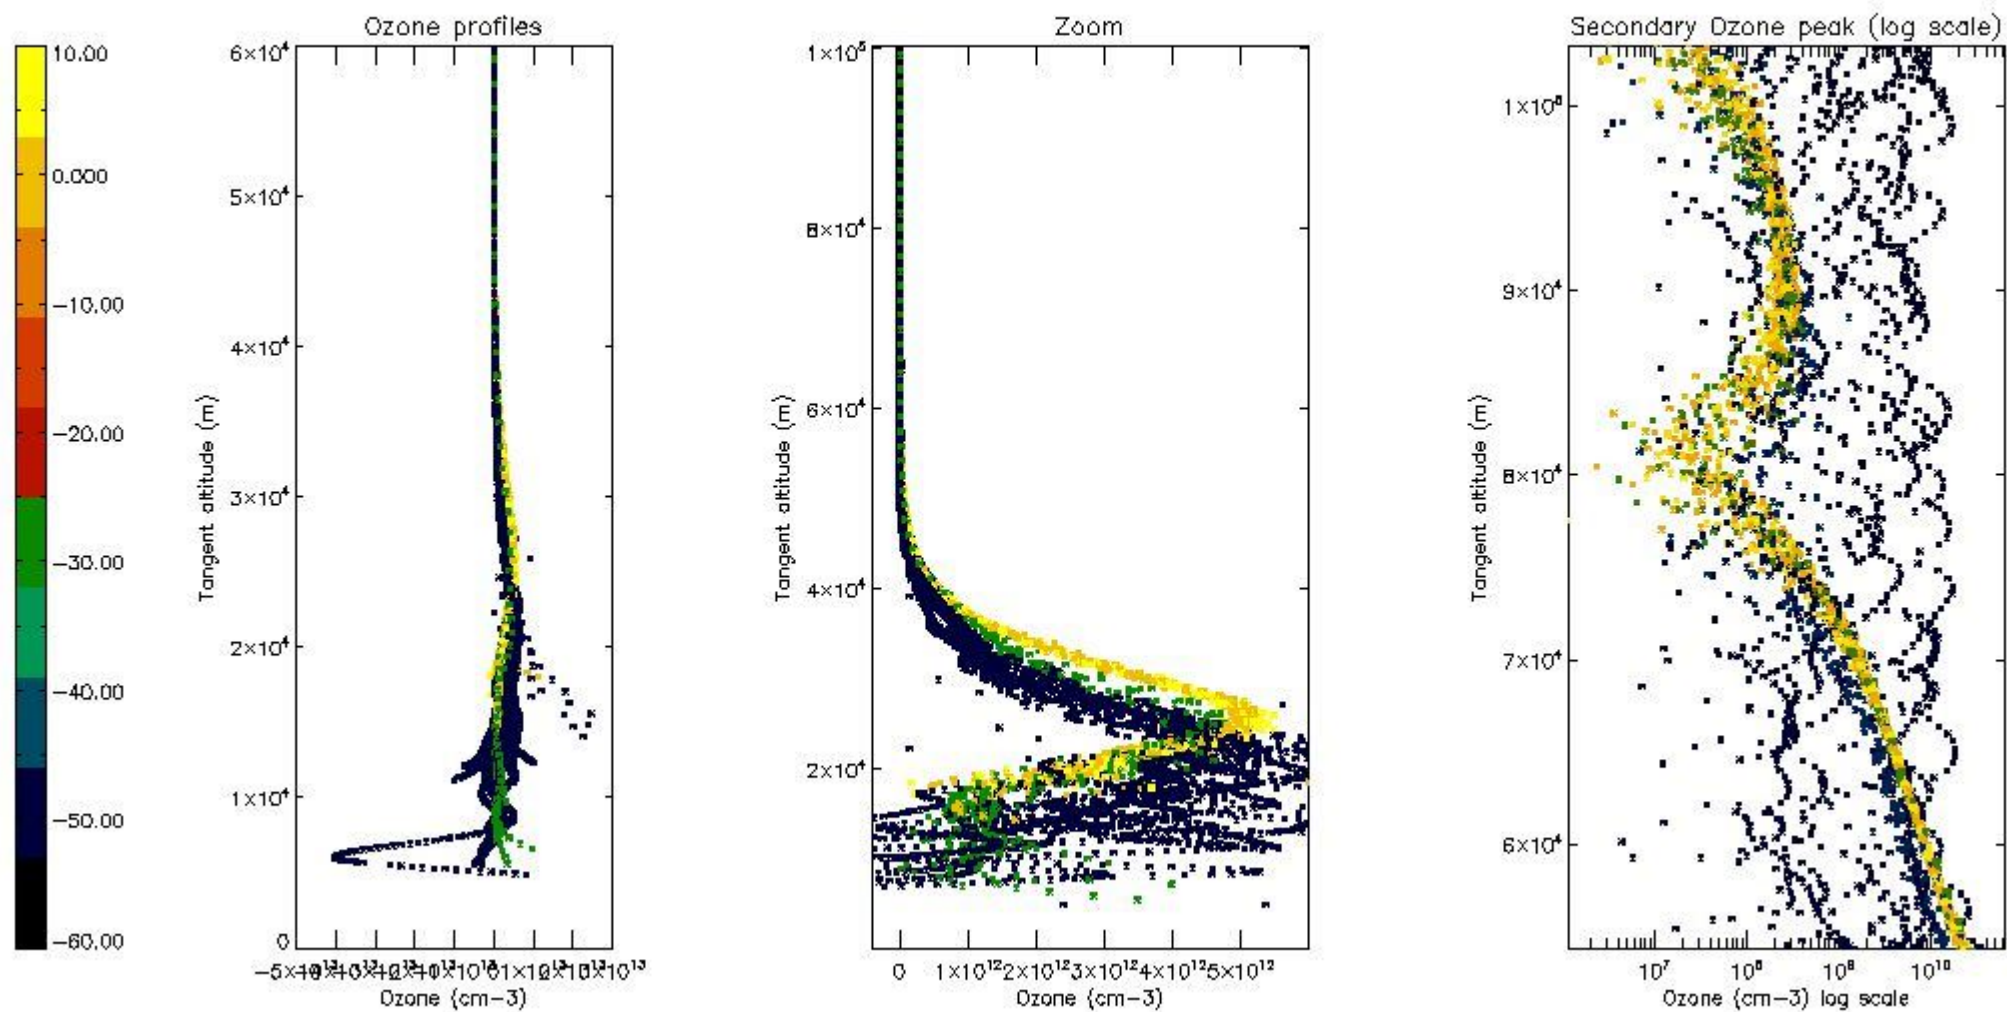 Ozone profiles
Zoom
Secondary Ozone peak (log scale)
10.00
0.000
−10.00
−20.00
−30.00
−40.00
−50.00
−60.00
6×10⁴
5×10⁴
4×10⁴
3×10⁴
2×10⁴
1×10⁴
0
Tangent altitude (m)
Ozone (cm−3)
1×10⁵
8×10⁴
6×10⁴
4×10⁴
2×10⁴
Tangent altitude (m)
0 1×10¹² 2×10¹² 3×10¹² 4×10¹² 5×10¹²
Ozone (cm−3)
9×10⁴
8×10⁴
7×10⁴
6×10⁴
Tangent altitude (m)
10⁷ 10⁸ 10⁹ 10¹⁰
Ozone (cm−3) log scale